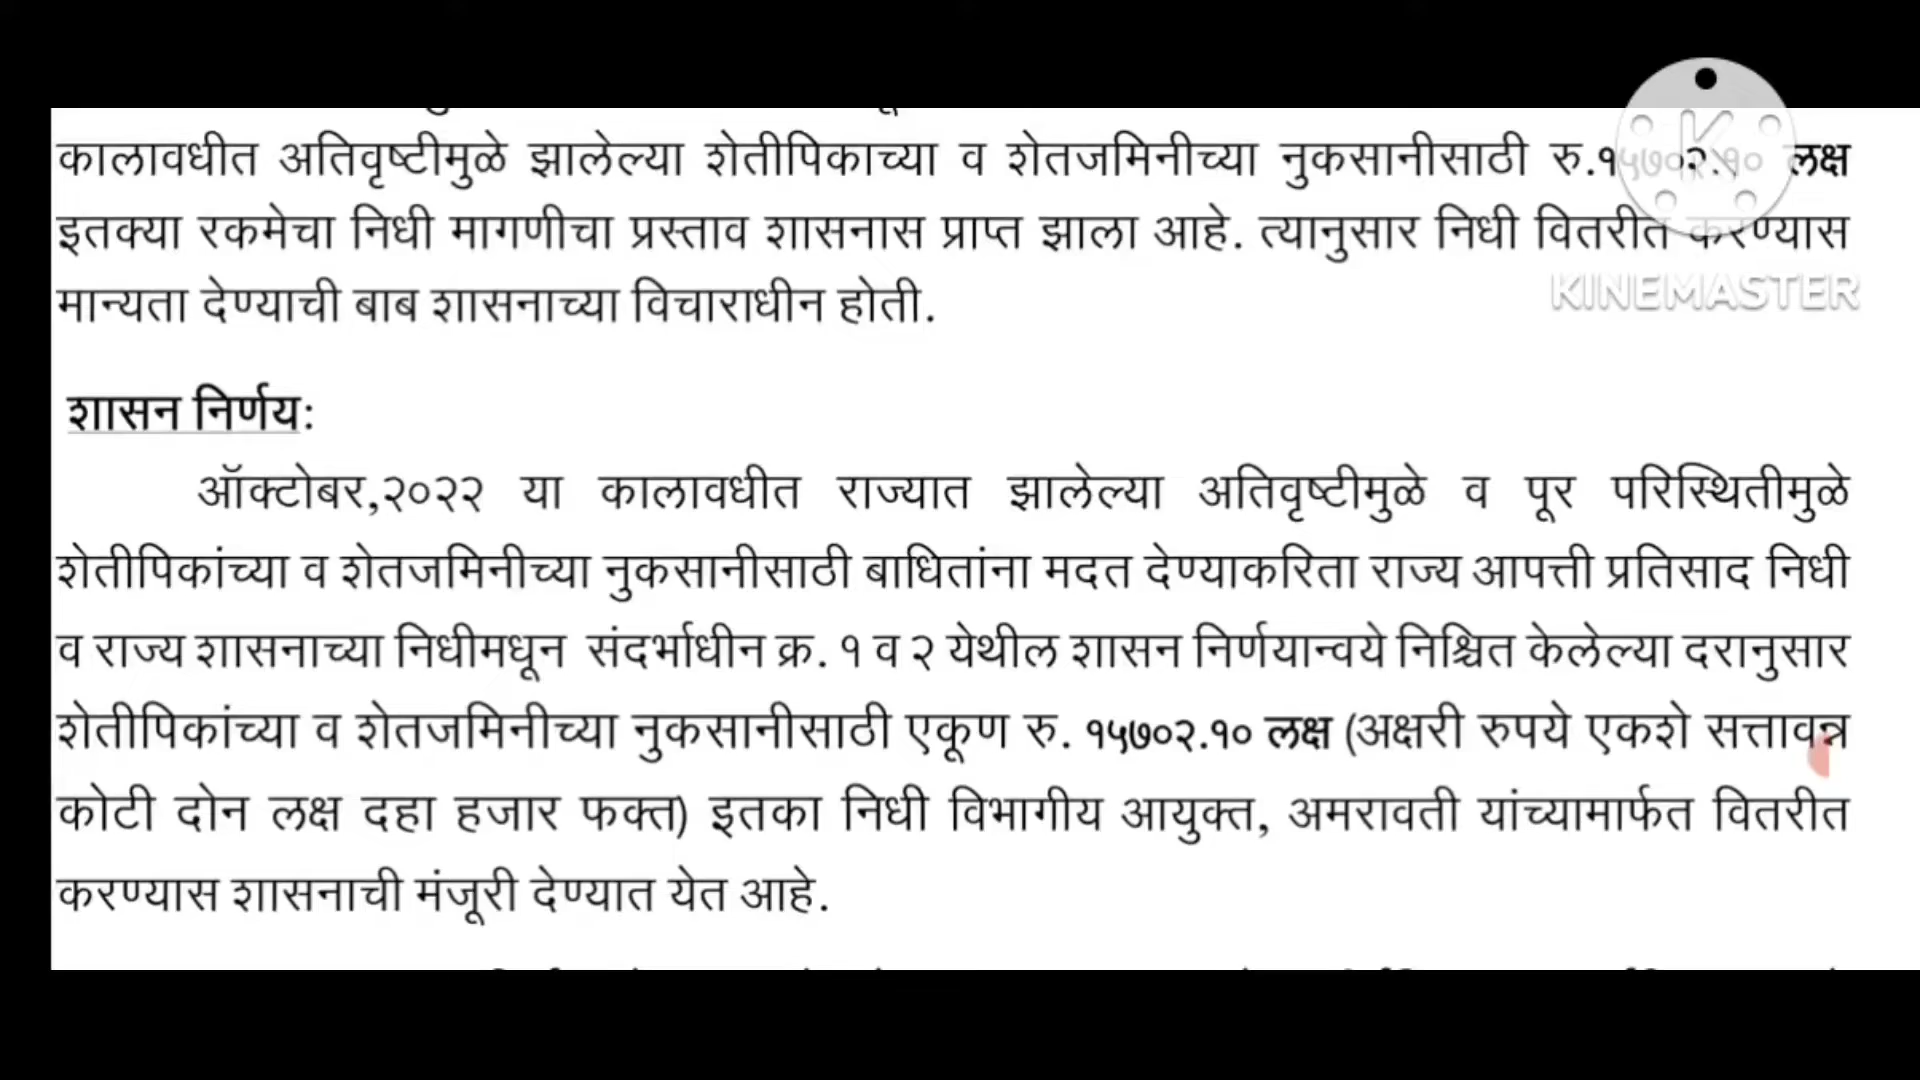 कालावधीत अतिवृष्टीमुळे झालेल्या शेतीपिकाच्या व शेतजमिनीच्या नुकसानीसाठी रु.१५७०२.१० लक्ष
इतक्या रकमेचा निधी मागणीचा प्रस्ताव शासनास प्राप्त झाला आहे. त्यानुसार निधी वितरीत करण्यास
मान्यता देण्याची बाब शासनाच्या विचाराधीन होती.
KINEMASTER
शासन निर्णय:
ऑक्टोबर,२०२२ या कालावधीत राज्यात झालेल्या अतिवृष्टीमुळे व पूर परिस्थितीमुळे
शेतीपिकांच्या व शेतजमिनीच्या नुकसानीसाठी बाधितांना मदत देण्याकरिता राज्य आपत्ती प्रतिसाद निधी
व राज्य शासनाच्या निधीमधून संदर्भाधीन क्र. १ व २ येथील शासन निर्णयान्वये निश्चित केलेल्या दरानुसार
शेतीपिकांच्या व शेतजमिनीच्या नुकसानीसाठी एकूण रु. १५७०२.१० लक्ष (अक्षरी रुपये एकशे सत्तावन्न
कोटी दोन लक्ष दहा हजार फक्त) इतका निधी विभागीय आयुक्त, अमरावती यांच्यामार्फत वितरीत
करण्यास शासनाची मंजूरी देण्यात येत आहे.